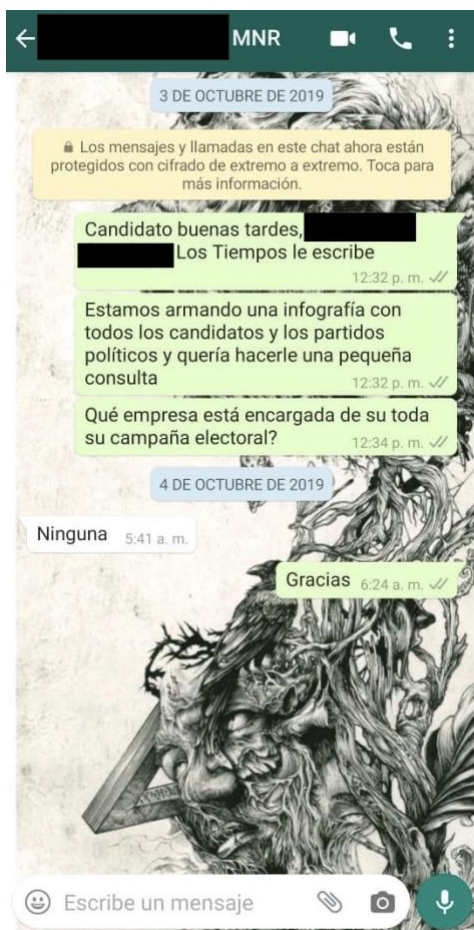 MNR
3 DE OCTUBRE DE 2019
Los mensajes y llamadas en este chat ahora están
protegidos con cifrado de extremo a extremo. Toca para
más información.
Candidato buenas tardes,
Los Tiempos le escribe
12:32 p. m.
Estamos armando una infografía con
todos los candidatos y los partidos
políticos y quería hacerle una pequeña
consulta
12:32 p. m.
Qué empresa está encargada de su toda
su campaña electoral?
12:34 p. m.
4 DE OCTUBRE DE 2019
Ninguna 5:41 a. m.
Gracias 6:24 a. m.
Escribe un mensaje